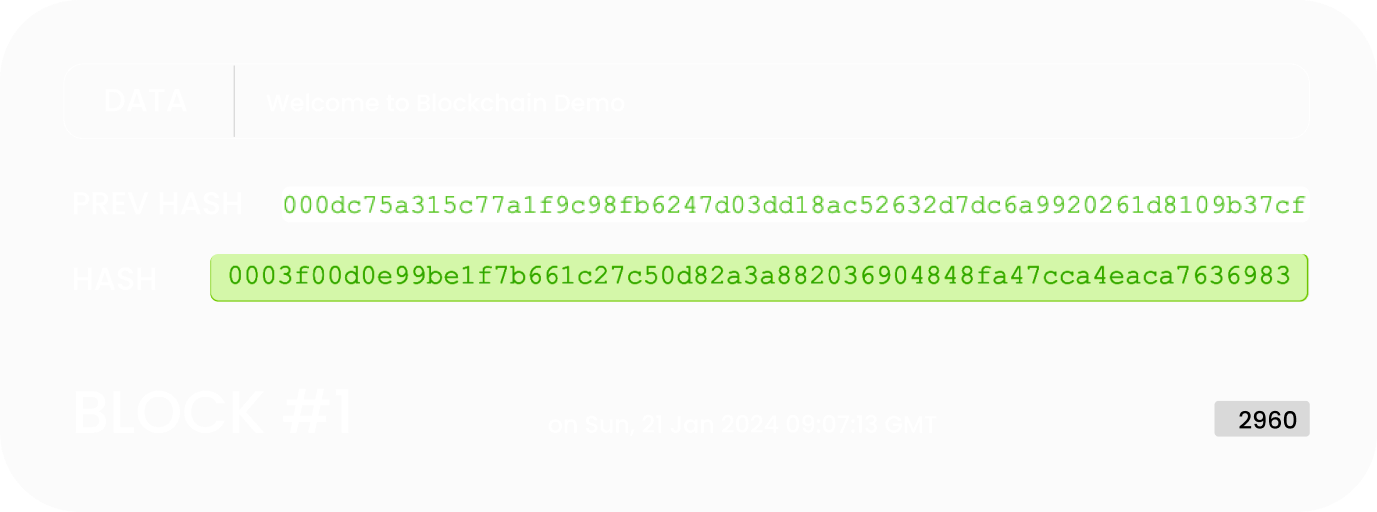 DATA Welcome to Blockchain Demo
PREV HASH 000dc75a315c77a1f9c98fb6247d03dd18ac52632d7dc6a9920261d8109b37cf
HASH 0003f00d0e99be1f7b661c27c50d82a3a882036904848fa47cca4eaca7636983
BLOCK #1 on Sun, 21 Jan 2024 09:07:13 GMT 2960